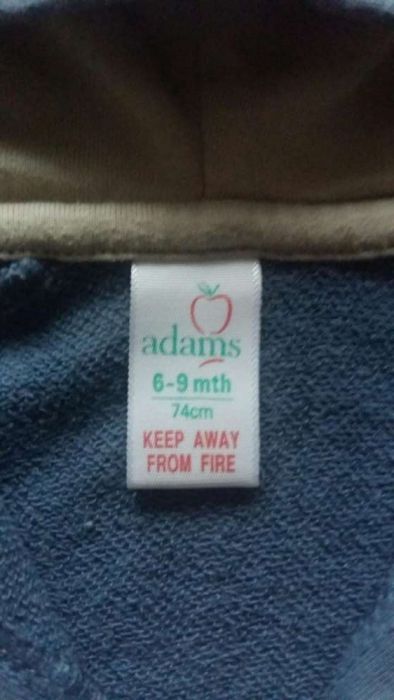 adams
6-9 mth
74cm
KEEP AWAY
FROM FIRE